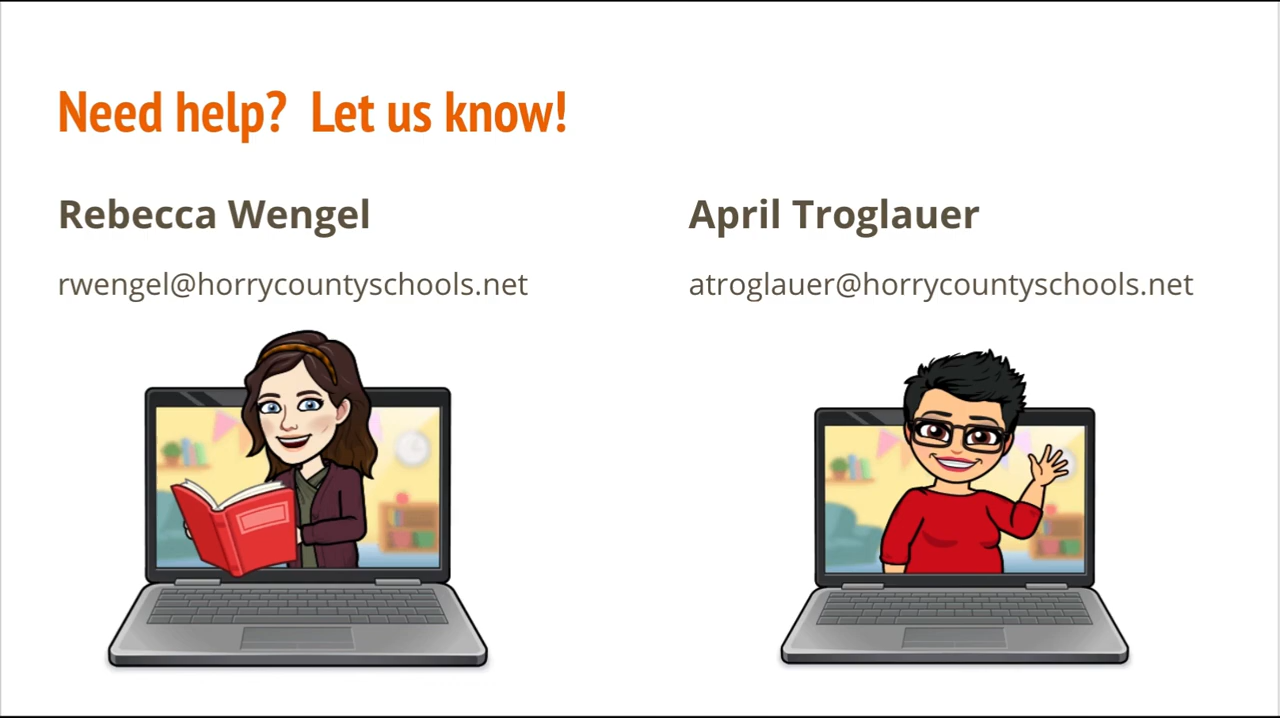 Need help?  Let us know!
Rebecca Wengel
rwengel@horrycountyschools.net
April Troglauer
atroglauer@horrycountyschools.net